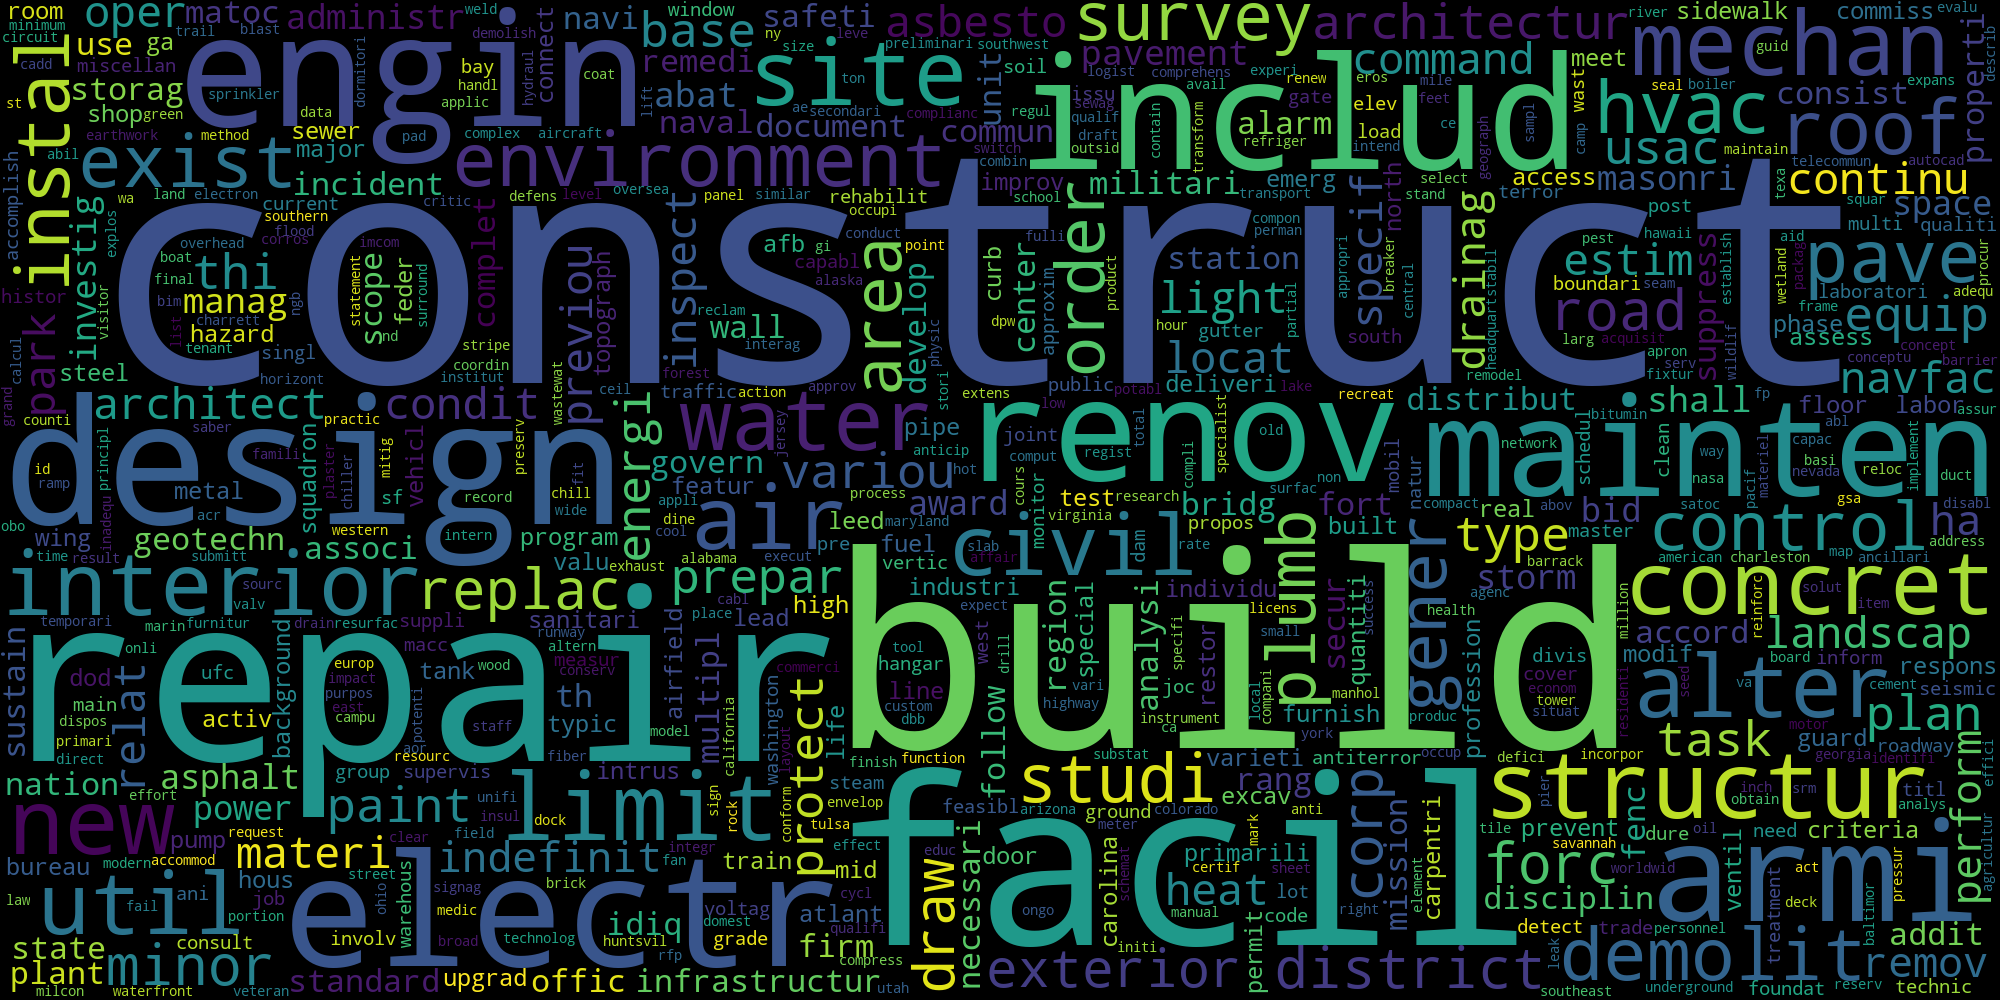 room
oper
matoc
administr
weld
navi
window
safeti
asbesto
survey
architectur
river
sidewalk
commiss
evalu
minimum
circuit
trail
blast
demolish
base
ny
size
leve
preliminari
southwest
pavement
command
meet
mechan
guid
describ
use
ga
cadd
miscellan
engin
connect
bay
handl
remedi
site
unit
soil
logist
comprehens
experi
renew
eros
mile
elev
wast
seal
boiler
expans
properti
st
storag
sprinkler
dormitori
coat
hydraul
lift
ton
abat
ae
secondari
includ
issu
sewag
avail
gate
feet
hvac
consist
instal
shop
green
data
applic
naval
document
complianc
regul
qualif
draft
transform
alarm
load
ce
sampl
camp
roof
earthwork
method
sewer
pad
complex
aircraft
commun
switch
outsid
contain
refriger
intend
geograph
usac
maintain
abil
exist
major
environment
combin
telecommun
autocad
accomplish
wa
land
electron
incident
current
critic
defens
level
oversea
panel
similar
rehabilit
improv
school
militari
emerg
transport
select
stand
access
terror
masonri
continu
texa
squar
investig
explos
southern
flood
corros
inspect
occupi
order
compon
perman
specif
north
drainag
post
hawaii
space
multi
qualiti
overhead
imcom
construct
afb
gi
conduct
point
fulli
station
appropri
estim
pest
aid
establish
procur
boat
final
thi
scope
feder
complet
previou
topograph
capabl
alaska
area
curb
approxim
product
breaker
central
boundari
seam
pave
wetland
packag
histor
visitor
bim
ngb
manag
charrett
statement
surround
reclam
wall
develop
center
light
partial
headquartstabil
road
suppress
laboratori
frame
adequ
park
list
hazard
tenant
nd
stripe
interag
physic
dpw
hour
gutter
south
larg
acquisit
apron
phase
equip
calcul
steel
singl
horizont
coordin
institut
ceil
forest
traffic
action
approv
stori
locat
remodel
serv
fixtur
wildlif
assess
conceptu
concept
barrier
grand
counti
architect
condit
wastewat
water
extens
public
potabl
deliveri
lake
recreat
distribut
shall
navfac
fp
design
saber
practic
principl
famili
plaster
mitig
squadron
vehicl
preserv
energi
jersey
pipe
low
renov
joint
anticip
regist
total
old
mainten
bitumin
schedul
network
floor
labor
assur
abl
id
ramp
metal
acr
chiller
sf
chill
record
fit
wide
govern
featur
appli
variou
hot
comput
compli
specialist
non
mobil
clean
way
capac
basi
materiel
reloc
implement
duct
obo
wing
geotechn
western
intern
dine
cool
air
process
leed
maryland
award
cours
monitor
test
research
virginia
surfac
bridg
fort
natur
compact
real
satoc
pacif
nasa
nevada
gsa
disabl
time
inadequ
result
submitt
associ
program
valu
exhaust
alabama
execut
pre
fuel
civil
slab
dam
propos
rate
built
type
bid
abov
master
control
ha
address
map
american
charleston
ancillari
interior
sourc
valv
replac
prepar
vertic
affair
industri
analysi
individu
plumb
gener
barrack
storm
agenc
million
concret
solut
item
sustain
temporari
marin
furnitur
drain
resurfac
suppli
sanitari
cabl
place
high
lead
west
expect
drill
region
special
specifi
licens
small
secur
quantiti
success
health
profession
reinforc
accord
board
cement
landscap
dod
onli
background
europ
impact
macc
runway
altern
measur
conserv
airfield
multipl
washington
commerci
tool
hangar
build
divis
modif
inform
va
seed
respons
seismic
main
dispos
relat
ufc
purpos
east
tank
wood
th
line
custom
dbb
vari
joc
restor
local
compani
manhol
cover
econom
tower
situat
residenti
plan
primari
direct
activ
campu
repair
resourc
aor
potenti
staff
typic
fiber
model
california
layout
protect
life
follow
highway
instrument
ca
furnish
produc
defici
incorpor
alter
motor
guard
roadway
nation
effort
asphalt
group
supervis
intrus
steam
finish
function
substat
varieti
york
antiterror
occup
task
georgia
identifi
effici
new
power
pump
request
paint
insul
unifi
limit
dock
sign
rock
conform
envelop
tulsa
feasibl
arizona
studi
ground
colorado
rang
excav
anti
corp
pier
structur
inch
srm
obtain
titl
analys
perform
bureau
modern
accommod
materi
clear
field
indefinit
integr
fan
train
effect
mid
educ
draw
necessari
door
meter
primarili
mark
mission
carpentri
tile
savannah
prevent
fenc
dure
oil
need
criteria
agricultur
law
util
ani
hous
fail
street
job
portion
ohio
electr
warehous
signag
medic
brick
voltag
domest
cycl
atlant
facil
ongo
schemat
carolina
certif
sheet
heat
lot
manual
code
element
right
forc
disciplin
worldwid
ventil
act
armi
deck
pressur
state
plant
consult
minor
involv
broad
technolog
idiq
huntsvil
grade
rfp
qualifi
firm
compress
initi
permit
detect
trade
personnel
leak
treatment
baltimor
addit
milcon
waterfront
veteran
standard
upgrad
offic
infrastructur
utah
exterior
district
southeast
demolit
underground
foundat
remov
reserv
technic